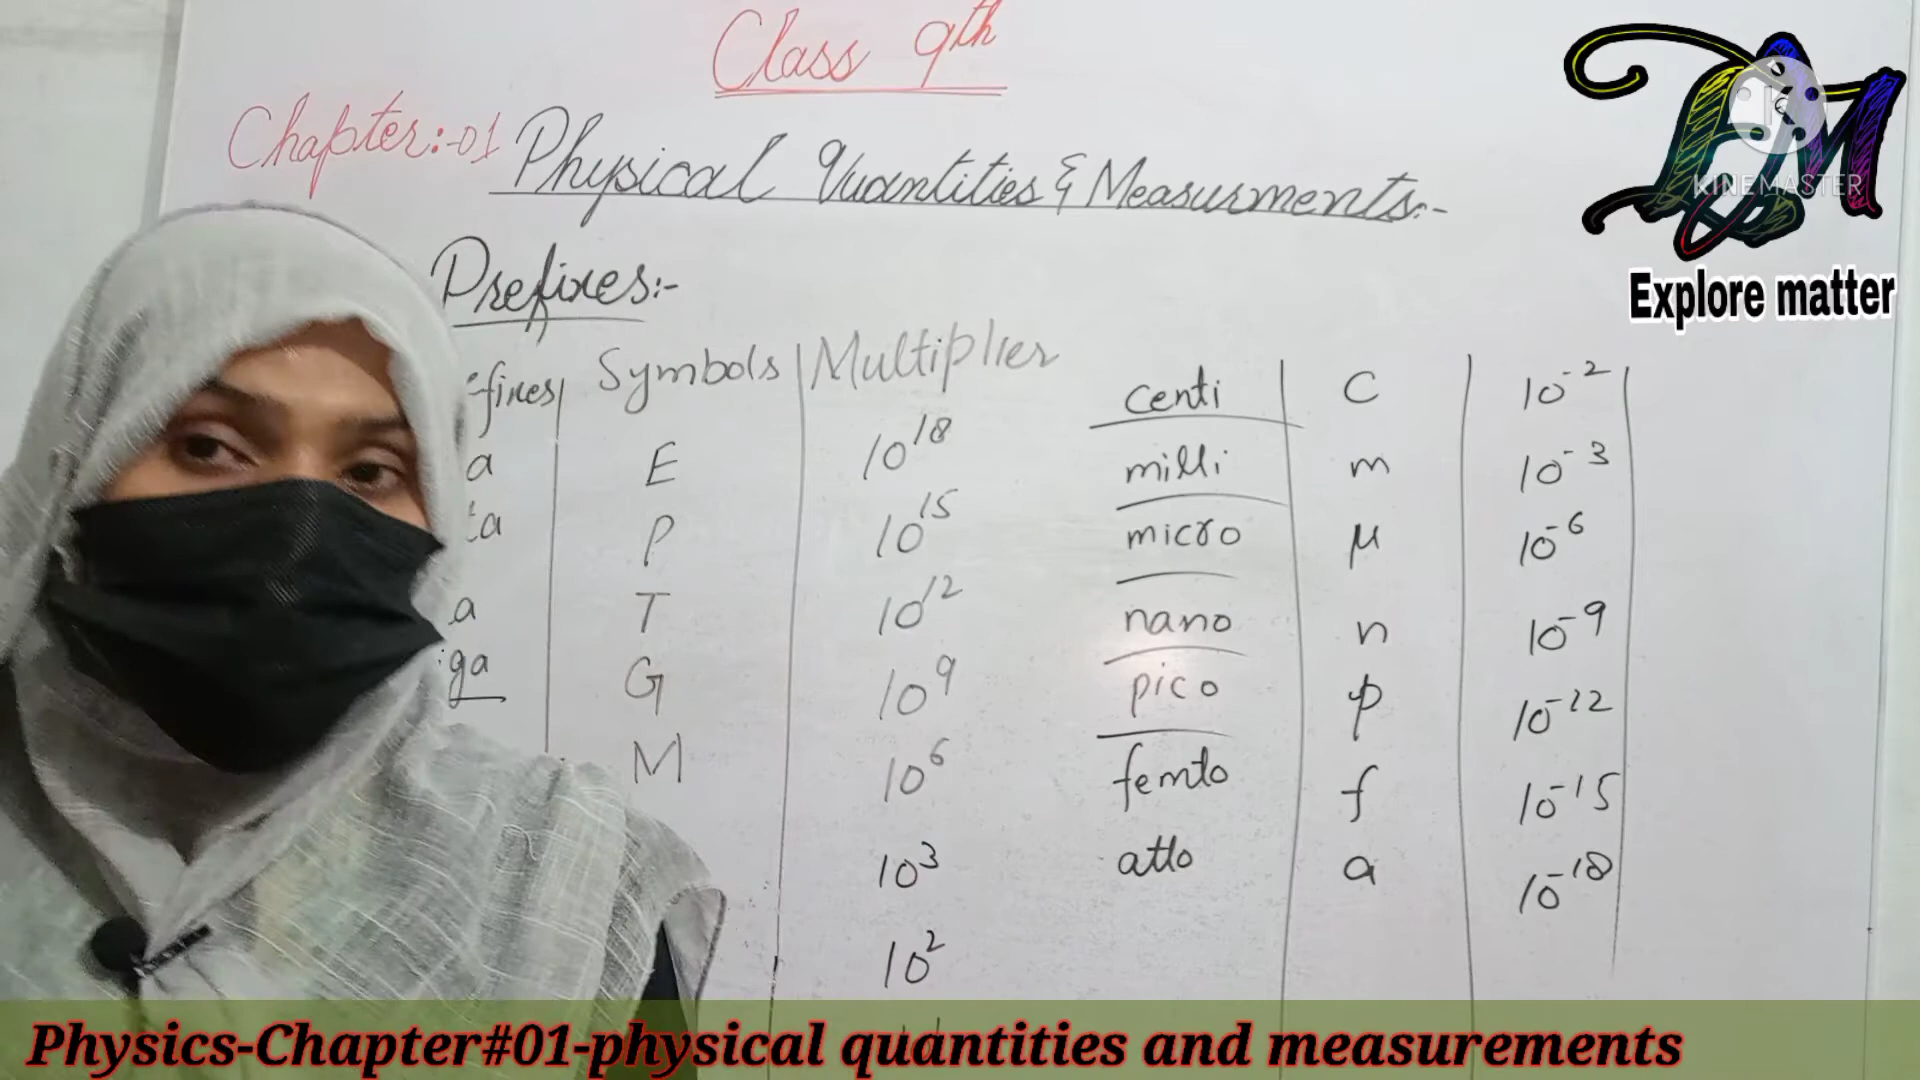 Class 9th
Chapter:-01 Physical Quantities & Measurments:-
KINEMASTER
Explore matter
Prefixes:-
Symbols Multiplier
E 10^18
P 10^15
T 10^12
G 10^9
M 10^6
10^3
10^2
centi C 10^-2
milli m 10^-3
micro μ 10^-6
nano n 10^-9
pico p 10^-12
femto f 10^-15
atto a 10^-18
Physics-Chapter#01-physical quantities and measurements